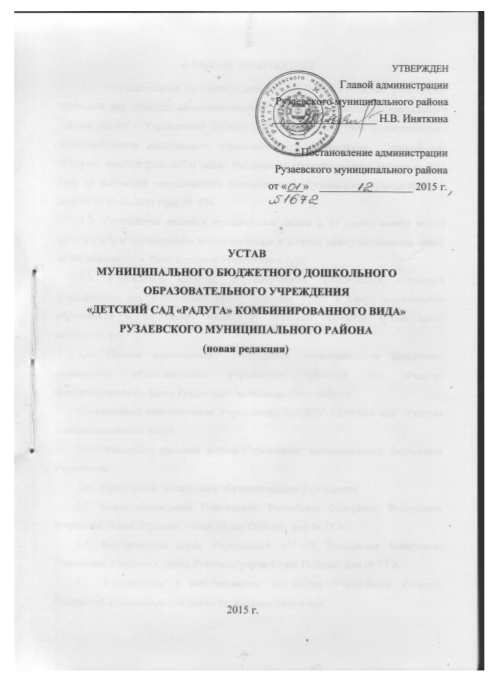 УТВЕРЖДЕН
Главой администрации
Рузаевского муниципального района
Н.В. Иняткина
Постановление администрации
Рузаевского муниципального района
от «01» 12 2015 г.,
№1672
УСТАВ
МУНИЦИПАЛЬНОГО БЮДЖЕТНОГО ДОШКОЛЬНОГО
ОБРАЗОВАТЕЛЬНОГО УЧРЕЖДЕНИЯ
«ДЕТСКИЙ САД «РАДУГА» КОМБИНИРОВАННОГО ВИДА»
РУЗАЕВСКОГО МУНИЦИПАЛЬНОГО РАЙОНА
(новая редакция)
2015 г.